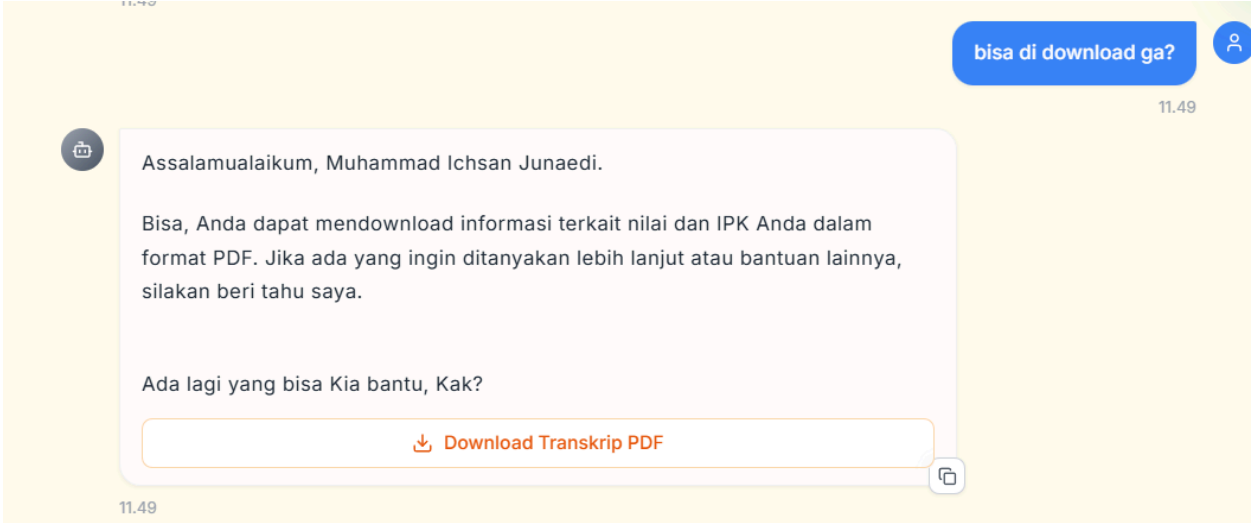 11.49
bisa di download ga?
11.49
Assalamualaikum, Muhammad Ichsan Junaedi.
Bisa, Anda dapat mendownload informasi terkait nilai dan IPK Anda dalam
format PDF. Jika ada yang ingin ditanyakan lebih lanjut atau bantuan lainnya,
silakan beri tahu saya.
Ada lagi yang bisa Kia bantu, Kak?
Download Transkrip PDF
11.49